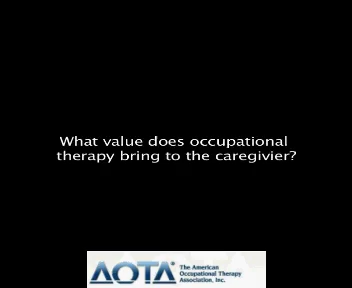 What value does occupational
therapy bring to the caregivier?
AOTA®
The American
Occupational Therapy
Association, Inc.